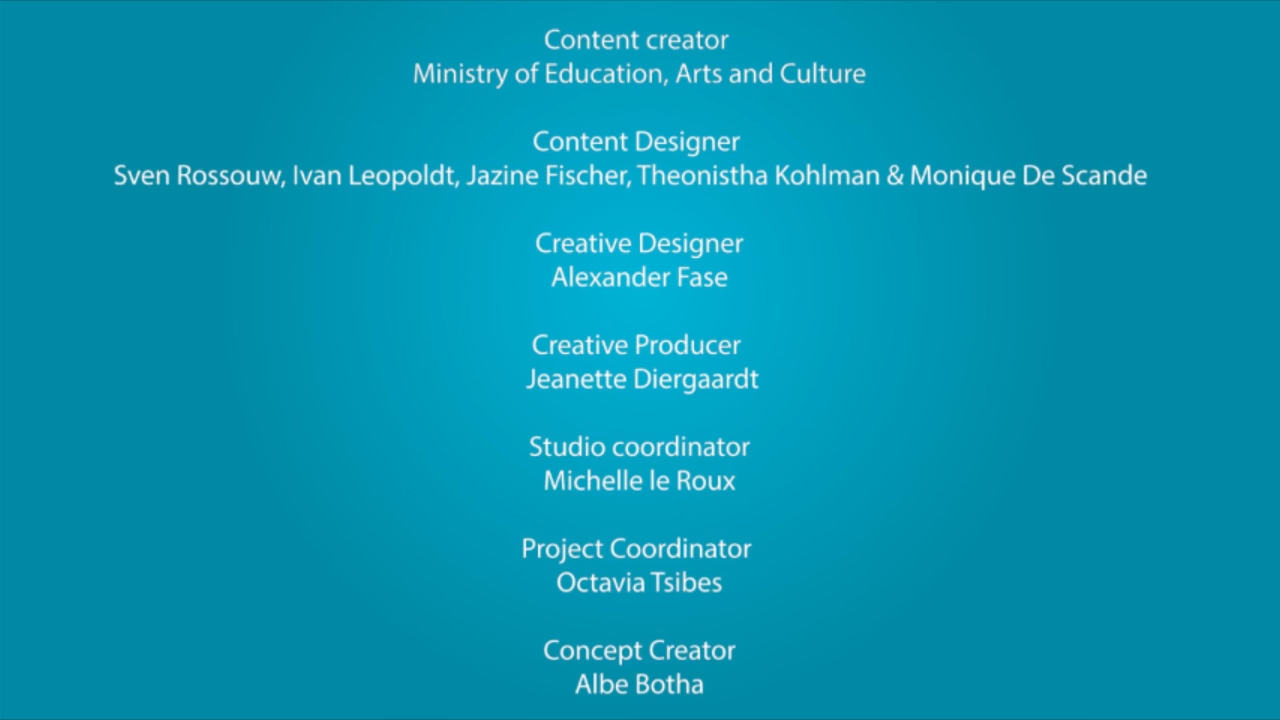 Content creator
Ministry of Education, Arts and Culture
Content Designer
Sven Rossouw, Ivan Leopoldt, Jazine Fischer, Theonistha Kohlman & Monique De Scande
Creative Designer
Alexander Fase
Creative Producer
Jeanette Diergaardt
Studio coordinator
Michelle le Roux
Project Coordinator
Octavia Tsibes
Concept Creator
Albe Botha